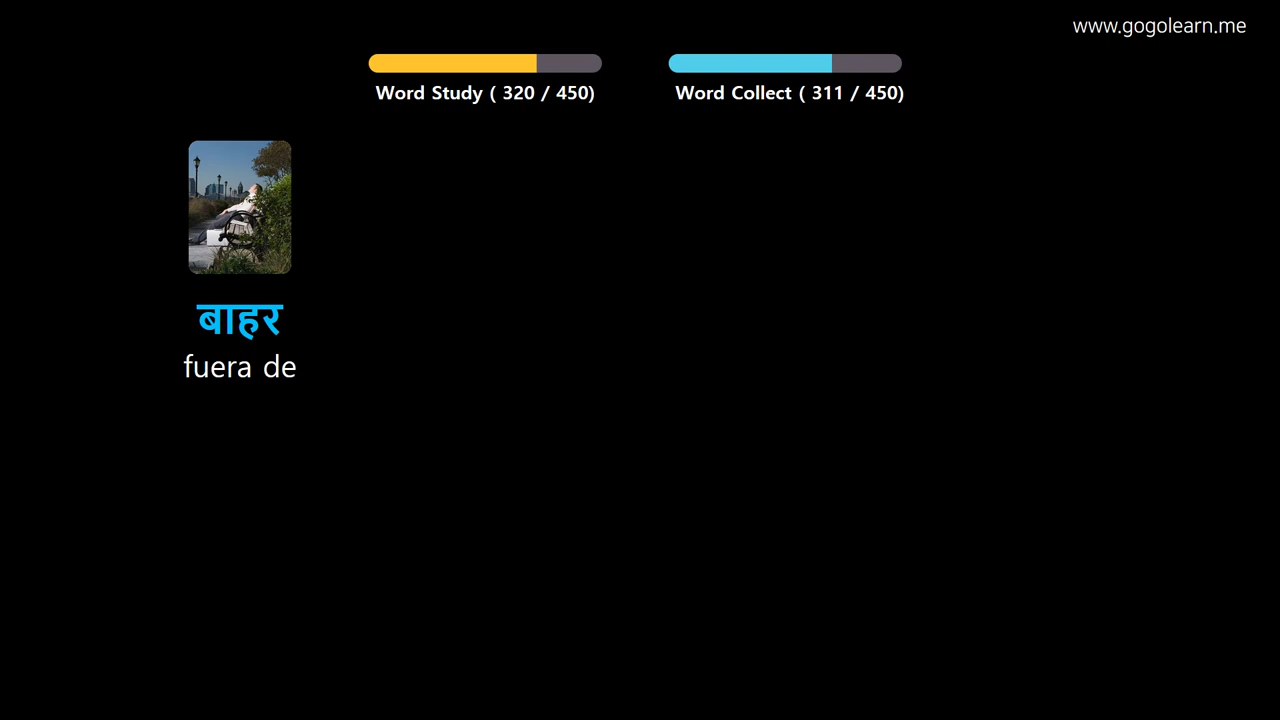 www.gogolearn.me
Word Study ( 320 / 450)
Word Collect ( 311 / 450)
बाहर
fuera de